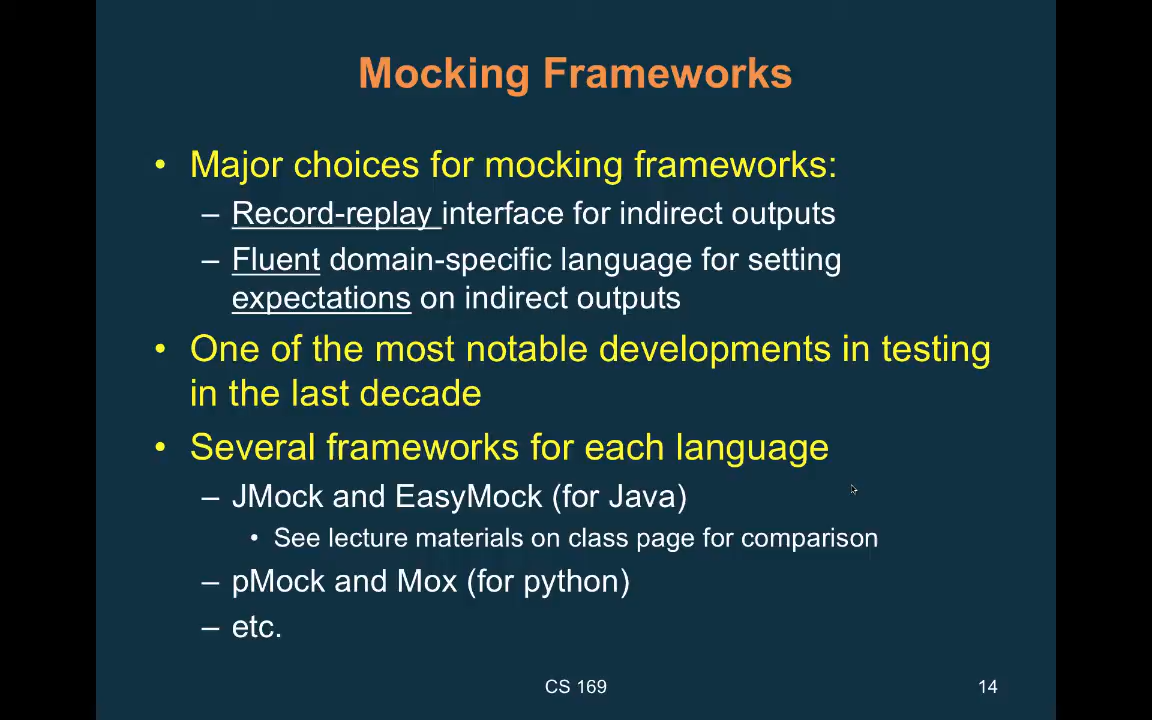 Mocking Frameworks
• Major choices for mocking frameworks:
– Record-replay interface for indirect outputs
– Fluent domain-specific language for setting
expectations on indirect outputs
• One of the most notable developments in testing
in the last decade
• Several frameworks for each language
– JMock and EasyMock (for Java)
• See lecture materials on class page for comparison
– pMock and Mox (for python)
– etc.
CS 169
14